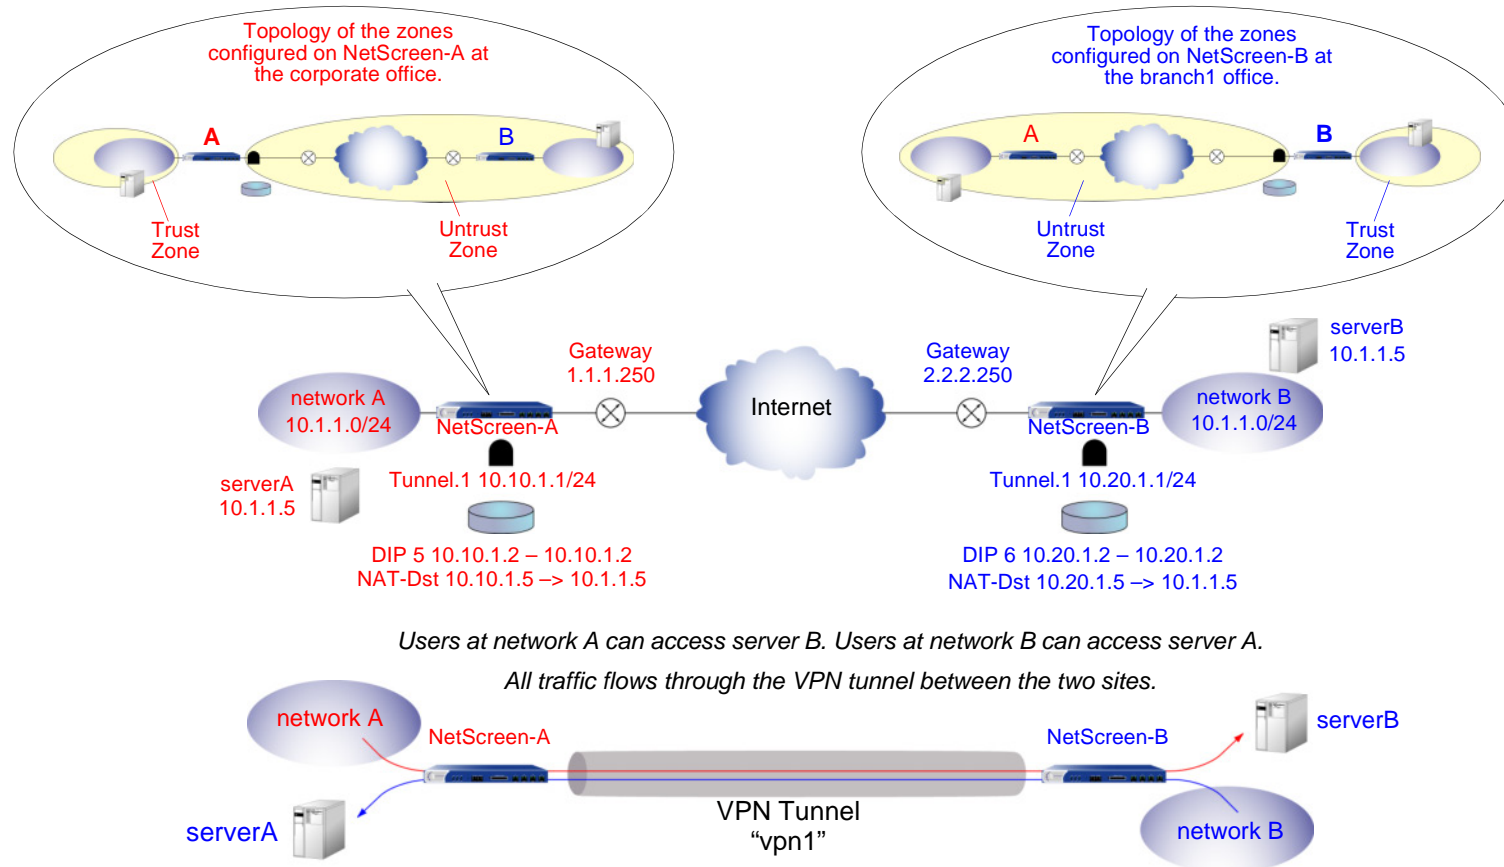 Topology of the zones
configured on NetScreen-A at
the corporate office.
A
B
Trust
Zone
Untrust
Zone
Topology of the zones
configured on NetScreen-B at
the branch1 office.
A
B
Untrust
Zone
Trust
Zone
serverB
10.1.1.5
Gateway
1.1.1.250
Gateway
2.2.2.250
network A
10.1.1.0/24
NetScreen-A
Internet
NetScreen-B
network B
10.1.1.0/24
serverA
10.1.1.5
Tunnel.1 10.10.1.1/24
Tunnel.1 10.20.1.1/24
DIP 5 10.10.1.2 – 10.10.1.2
NAT-Dst 10.10.1.5 –> 10.1.1.5
DIP 6 10.20.1.2 – 10.20.1.2
NAT-Dst 10.20.1.5 –> 10.1.1.5
Users at network A can access server B. Users at network B can access server A.
All traffic flows through the VPN tunnel between the two sites.
network A
NetScreen-A
NetScreen-B
serverB
serverA
VPN Tunnel
“vpn1”
network B